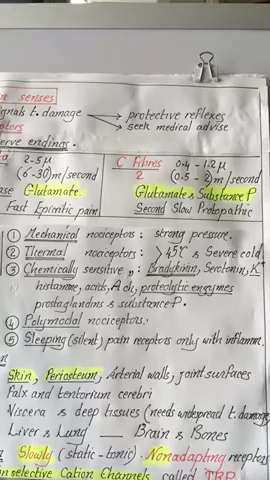 n senses
gnals t. damage → protective reflexes
→ seek medical advise
ptors
erve endings.
2-5 μ
(6-30) m/second
ase Glutamate.
Fast Epicritic pain
C Fibres 0.4 - 1.2 μ
2 (0.5 - 2) m/second
Glutamate & Substance P
Second Slow Protopathic
① Mechanical nociceptors: strong pressure.
② Thermal nociceptors: >45°c & Severe cold.
③ Chemically sensitive ,, : Bradykinin, Serotonin, K+
histamine, acids, Ach, proteolytic enzymes
prostaglandins & substance P.
④ Polymodal nociceptors.
⑤ Sleeping (silent) pain receptors only with inflamm.
Skin, Periosteum, Arterial walls, joint surfaces
Falx and tentorium cerebri
Viscera & deep tissues (needs widespread t. damage
Liver & Lung — Brain & Bones
Slowly (static-tonic). Nonadapting receptors
nselective Cation Channels called TRP